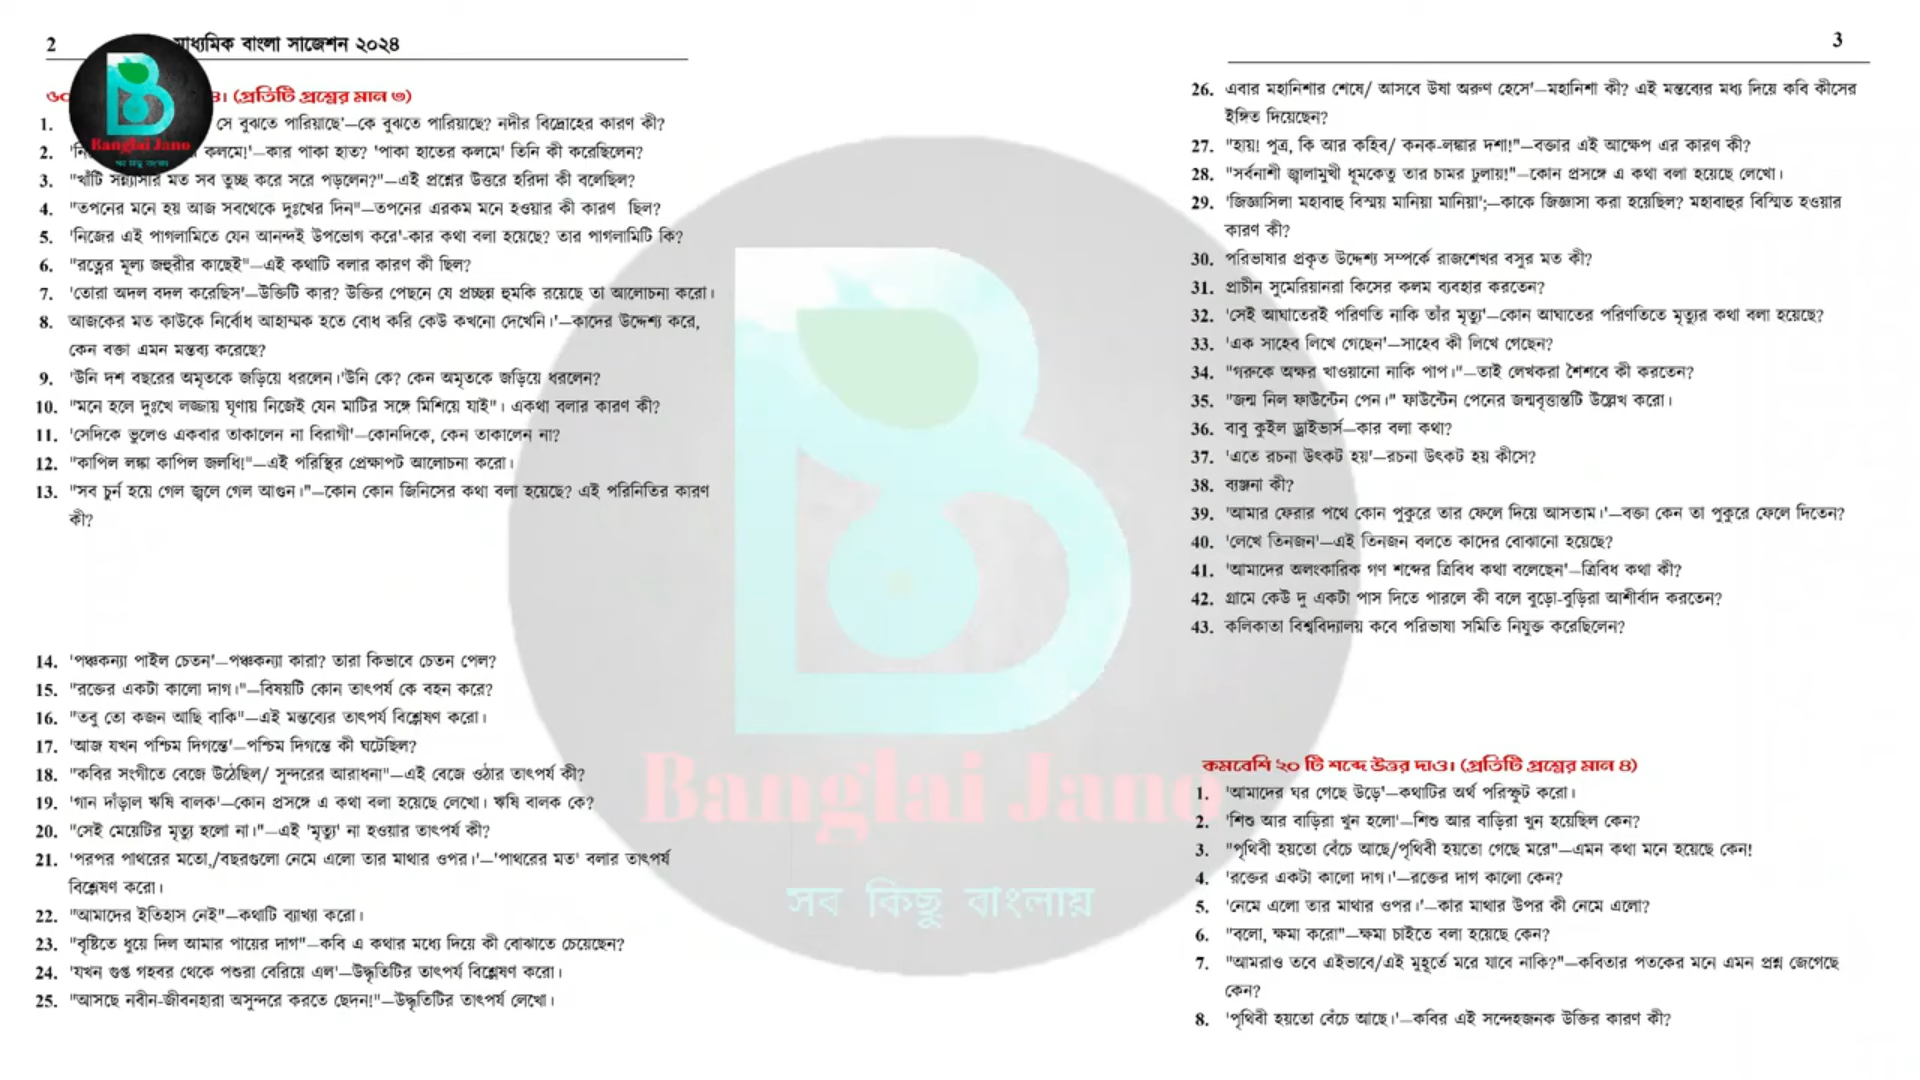 2
মাধ্যমিক বাংলা সাজেশন ২০২৪
(প্রতিটি প্রশ্নের মান ৩)
1. সে বুঝতে পারিয়াছে'—কে বুঝতে পারিয়াছে? নদীর বিদ্রোহের কারণ কী?
2. কলমে!'—কার পাকা হাত? 'পাকা হাতের কলমে' তিনি কী করেছিলেন?
3. "খাঁটি সন্ন্যাসীর মত সব তুচ্ছ করে সরে পড়লেন?"—এই প্রশ্নের উত্তরে হরিদা কী বলেছিল?
4. "তপনের মনে হয় আজ সবথেকে দুঃখের দিন"—তপনের এরকম মনে হওয়ার কী কারণ ছিল?
5. 'নিজের এই পাগলামিতে যেন আনন্দই উপভোগ করে'-কার কথা বলা হয়েছে? তার পাগলামিটি কি?
6. "রত্নের মূল্য জহুরীর কাছেই"—এই কথাটি বলার কারণ কী ছিল?
7. 'তোরা অদল বদল করেছিস'—উক্তিটি কার? উক্তির পেছনে যে প্রচ্ছন্ন হুমকি রয়েছে তা আলোচনা করো।
8. আজকের মত কাউকে নির্বোধ আহাম্মক হতে বোধ করি কেউ কখনো দেখেনি।'—কাদের উদ্দেশ্য করে,
কেন বক্তা এমন মন্তব্য করেছে?
9. 'উনি দশ বছরের অমৃতকে জড়িয়ে ধরলেন।'উনি কে? কেন অমৃতকে জড়িয়ে ধরলেন?
10. "মনে হলে দুঃখে লজ্জায় ঘৃণায় নিজেই যেন মাটির সঙ্গে মিশিয়ে যাই"। একথা বলার কারণ কী?
11. 'সেদিকে ভুলেও একবার তাকালেন না বিরাগী'—কোনদিকে, কেন তাকালেন না?
12. "কাপিল লঙ্কা কাপিল জলধি!"—এই পরিস্থির প্রেক্ষাপট আলোচনা করো।
13. "সব চুর্ন হয়ে গেল জ্বলে গেল আগুন।"—কোন কোন জিনিসের কথা বলা হয়েছে? এই পরিনিতির কারণ
কী?
14. 'পঞ্চকন্যা পাইল চেতন'—পঞ্চকন্যা কারা? তারা কিভাবে চেতন পেল?
15. "রক্তের একটা কালো দাগ।"—বিষয়টি কোন তাৎপর্য কে বহন করে?
16. "তবু তো কজন আছি বাকি"—এই মন্তব্যের তাৎপর্য বিশ্লেষণ করো।
17. 'আজ যখন পশ্চিম দিগন্তে'—পশ্চিম দিগন্তে কী ঘটেছিল?
18. "কবির সংগীতে বেজে উঠেছিল/ সুন্দরের আরাধনা"—এই বেজে ওঠার তাৎপর্য কী?
19. 'গান দাঁড়াল ঋষি বালক'—কোন প্রসঙ্গে এ কথা বলা হয়েছে লেখো। ঋষি বালক কে?
20. "সেই মেয়েটির মৃত্যু হলো না।"—এই 'মৃত্যু' না হওয়ার তাৎপর্য কী?
21. 'পরপর পাথরের মতো,/বছরগুলো নেমে এলো তার মাথার ওপর।'—'পাথরের মত' বলার তাৎপর্য
বিশ্লেষণ করো।
22. "আমাদের ইতিহাস নেই"—কথাটি ব্যাখ্যা করো।
23. "বৃষ্টিতে ধুয়ে দিল আমার পায়ের দাগ"—কবি এ কথার মধ্যে দিয়ে কী বোঝাতে চেয়েছেন?
24. 'যখন গুপ্ত গহবর থেকে পশুরা বেরিয়ে এল'—উদ্ধৃতিটির তাৎপর্য বিশ্লেষণ করো।
25. "আসছে নবীন-জীবনহারা অসুন্দরে করতে ছেদন!"—উদ্ধৃতিটির তাৎপর্য লেখো।
3
26. এবার মহানিশার শেষে/ আসবে উষা অরুণ হেসে'—মহানিশা কী? এই মন্তব্যের মধ্য দিয়ে কবি কীসের
ইঙ্গিত দিয়েছেন?
27. "হায়! পুত্র, কি আর কহিব/ কনক-লঙ্কার দশা!"—বক্তার এই আক্ষেপ এর কারণ কী?
28. "সর্বনাশী জ্বালামুখী ধূমকেতু তার চামর ঢুলায়!"—কোন প্রসঙ্গে এ কথা বলা হয়েছে লেখো।
29. 'জিজ্ঞাসিলা মহাবাহু বিস্ময় মানিয়া মানিয়া';—কাকে জিজ্ঞাসা করা হয়েছিল? মহাবাহুর বিস্মিত হওয়ার
কারণ কী?
30. পরিভাষার প্রকৃত উদ্দেশ্য সম্পর্কে রাজশেখর বসুর মত কী?
31. প্রাচীন সুমেরিয়ানরা কিসের কলম ব্যবহার করতেন?
32. 'সেই আঘাতেরই পরিণতি নাকি তাঁর মৃত্যু'—কোন আঘাতের পরিণতিতে মৃত্যুর কথা বলা হয়েছে?
33. 'এক সাহেব লিখে গেছেন'—সাহেব কী লিখে গেছেন?
34. "গরুকে অক্ষর খাওয়ানো নাকি পাপ।"—তাই লেখকরা শৈশবে কী করতেন?
35. "জন্ম নিল ফাউন্টেন পেন।" ফাউন্টেন পেনের জন্মবৃত্তান্তটি উল্লেখ করো।
36. বাবু কুইল ড্রাইভার্স—কার বলা কথা?
37. 'এতে রচনা উৎকট হয়'—রচনা উৎকট হয় কীসে?
38. ব্যঞ্জনা কী?
39. 'আমার ফেরার পথে কোন পুকুরে তার ফেলে দিয়ে আসতাম।'—বক্তা কেন তা পুকুরে ফেলে দিতেন?
40. 'লেখে তিনজন'—এই তিনজন বলতে কাদের বোঝানো হয়েছে?
41. 'আমাদের অলংকারিক গণ শব্দের ত্রিবিধ কথা বলেছেন'—ত্রিবিধ কথা কী?
42. গ্রামে কেউ দু একটা পাস দিতে পারলে কী বলে বুড়ো-বুড়িরা আশীর্বাদ করতেন?
43. কলিকাতা বিশ্ববিদ্যালয় কবে পরিভাষা সমিতি নিযুক্ত করেছিলেন?
কমবেশি ২০ টি শব্দে উত্তর দাও। (প্রতিটি প্রশ্নের মান ৪)
1. 'আমাদের ঘর গেছে উড়ে'—কথাটির অর্থ পরিস্ফুট করো।
2. 'শিশু আর বাড়িরা খুন হলো'—শিশু আর বাড়িরা খুন হয়েছিল কেন?
3. "পৃথিবী হয়তো বেঁচে আছে/পৃথিবী হয়তো গেছে মরে"—এমন কথা মনে হয়েছে কেন!
4. 'রক্তের একটা কালো দাগ।'—রক্তের দাগ কালো কেন?
5. 'নেমে এলো তার মাথার ওপর।'—কার মাথার উপর কী নেমে এলো?
6. "বলো, ক্ষমা করো"—ক্ষমা চাইতে বলা হয়েছে কেন?
7. "আমরাও তবে এইভাবে/এই মুহূর্তে মরে যাবে নাকি?"—কবিতার পতকের মনে এমন প্রশ্ন জেগেছে
কেন?
8. 'পৃথিবী হয়তো বেঁচে আছে।'—কবির এই সন্দেহজনক উক্তির কারণ কী?
Banglai Jano
সব কিছু বাংলায়
Banglai Jano
সব কিছু বাংলায়